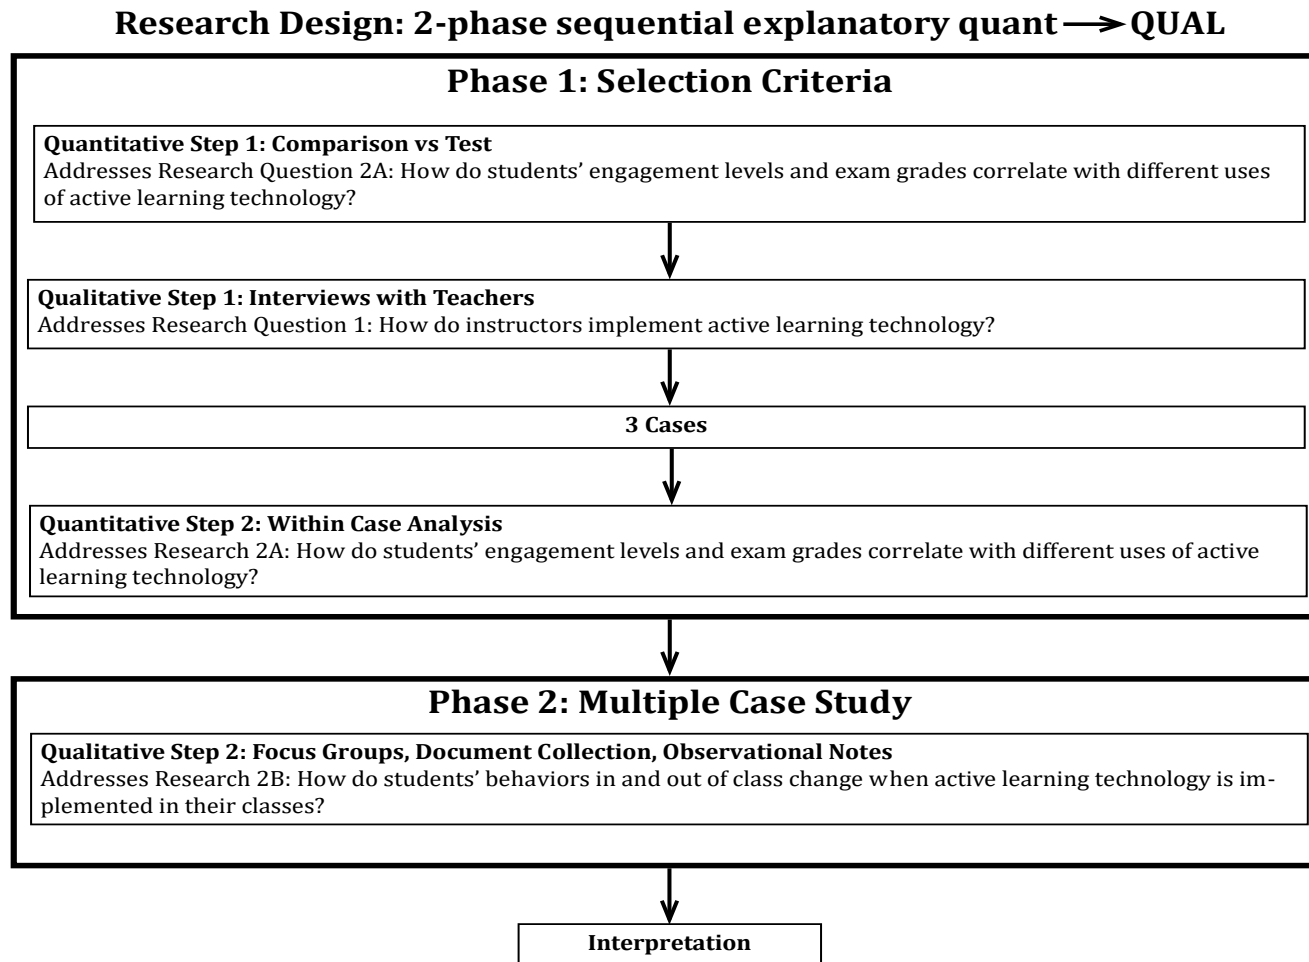 Research Design: 2-phase sequential explanatory quant → QUAL
Phase 1: Selection Criteria
Quantitative Step 1: Comparison vs Test
Addresses Research Question 2A: How do students’ engagement levels and exam grades correlate with different uses
of active learning technology?
Qualitative Step 1: Interviews with Teachers
Addresses Research Question 1: How do instructors implement active learning technology?
3 Cases
Quantitative Step 2: Within Case Analysis
Addresses Research 2A: How do students’ engagement levels and exam grades correlate with different uses of active
learning technology?
Phase 2: Multiple Case Study
Qualitative Step 2: Focus Groups, Document Collection, Observational Notes
Addresses Research 2B: How do students’ behaviors in and out of class change when active learning technology is im-
plemented in their classes?
Interpretation